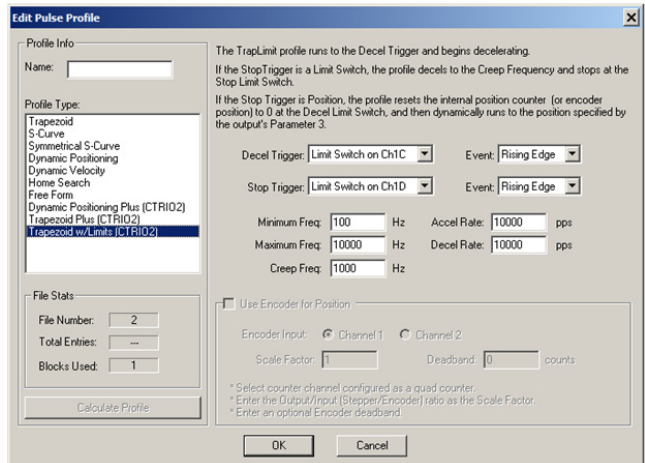 Edit Pulse Profile
Profile Info
Name:
Profile Type:
Trapezoid
S-Curve
Symmetrical S-Curve
Dynamic Positioning
Dynamic Velocity
Home Search
Free Form
Dynamic Positioning Plus (CTRIO2)
Trapezoid Plus (CTRIO2)
Trapezoid w/Limits (CTRIO2)
File Stats
File Number: 2
Total Entries: ---
Blocks Used: 1
Calculate Profile
The TrapLimit profile runs to the Decel Trigger and begins decelerating.
If the StopTrigger is a Limit Switch, the profile decels to the Creep Frequency and stops at the
Stop Limit Switch.
If the Stop Trigger is Position, the profile resets the internal position counter (or encoder
position) to 0 at the Decel Limit Switch, and then dynamically runs to the position specified by
the output's Parameter 3.
Decel Trigger: Limit Switch on Ch1C Event: Rising Edge
Stop Trigger: Limit Switch on Ch1D Event: Rising Edge
Minimum Freq: 100 Hz Accel Rate: 10000 pps
Maximum Freq: 10000 Hz Decel Rate: 10000 pps
Creep Freq: 1000 Hz
Use Encoder for Position
Encoder Input: Channel 1 Channel 2
Scale Factor: 1 Deadband: 0 counts
* Select counter channel configured as a quad counter.
* Enter the Output/Input (Stepper/Encoder) ratio as the Scale Factor.
* Enter an optional Encoder deadband.
OK Cancel